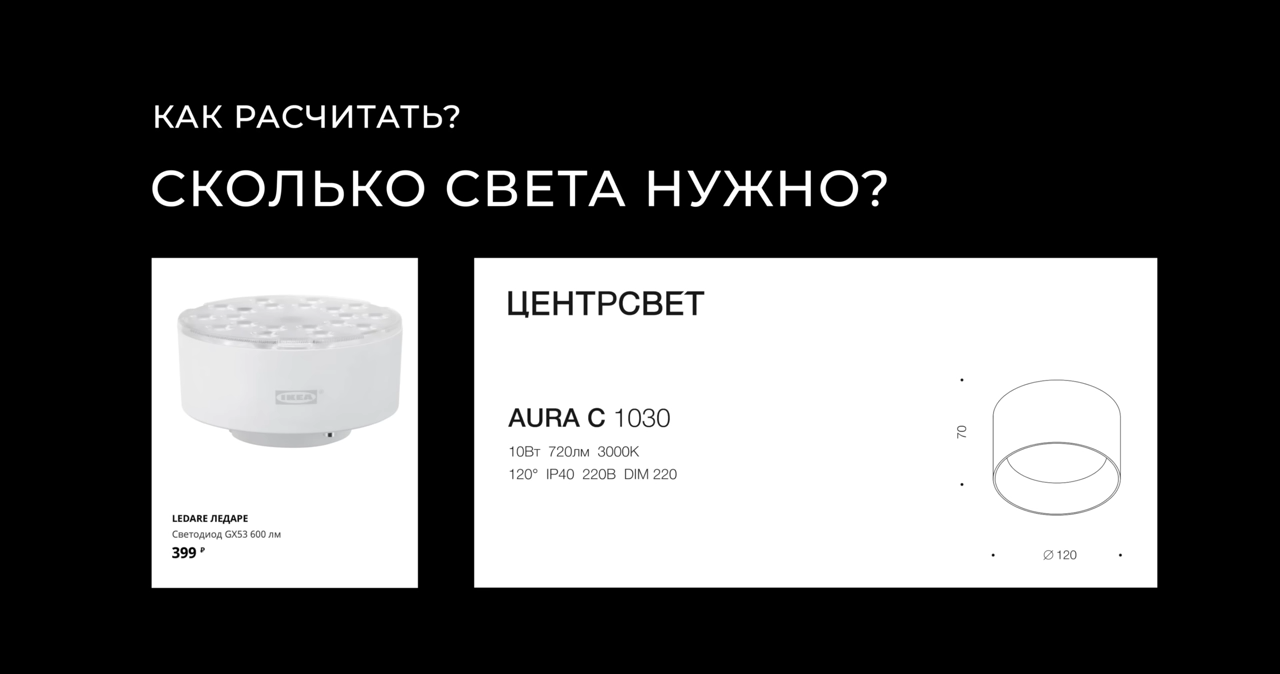 КАК РАСЧИТАТЬ?
СКОЛЬКО СВЕТА НУЖНО?
IKEA
LEDARE ЛЕДАРЕ
Светодиод GX53 600 лм
399 ₽
ЦЕНТРСВЕТ
AURA C 1030
10Вт 720лм 3000K
120° IP40 220В DIM 220
70
Ø 120